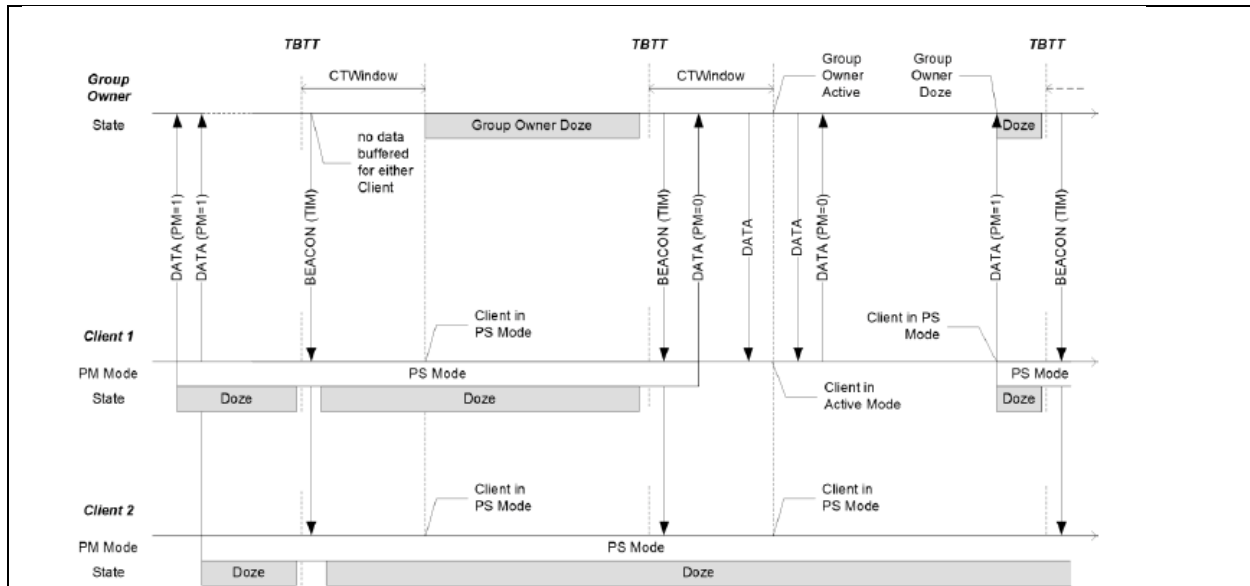 TBTT
TBTT
TBTT
CTWindow
CTWindow
Group
Owner
Active
Group
Owner
Doze
Group
Owner
State
Group Owner Doze
Doze
no data
buffered
for either
Client
DATA (PM=1)
DATA (PM=1)
BEACON (TIM)
BEACON (TIM)
DATA (PM=0)
DATA
DATA
DATA (PM=0)
DATA (PM=1)
BEACON (TIM)
Client 1
Client in
PS Mode
Client in PS
Mode
PM Mode
PS Mode
PS Mode
State
Doze
Doze
Client in
Active Mode
Doze
Client 2
Client in
PS Mode
Client in
PS Mode
PM Mode
PS Mode
State
Doze
Doze